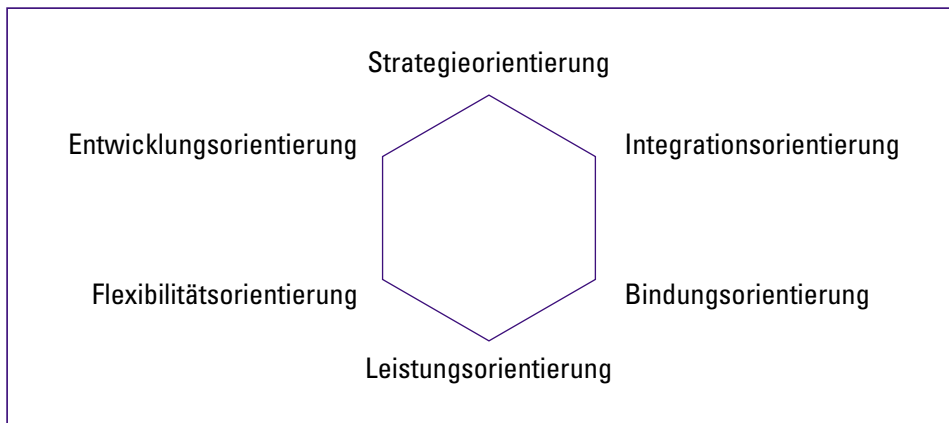 Strategieorientierung
Entwicklungsorientierung
Integrationsorientierung
Flexibilitätsorientierung
Bindungsorientierung
Leistungsorientierung